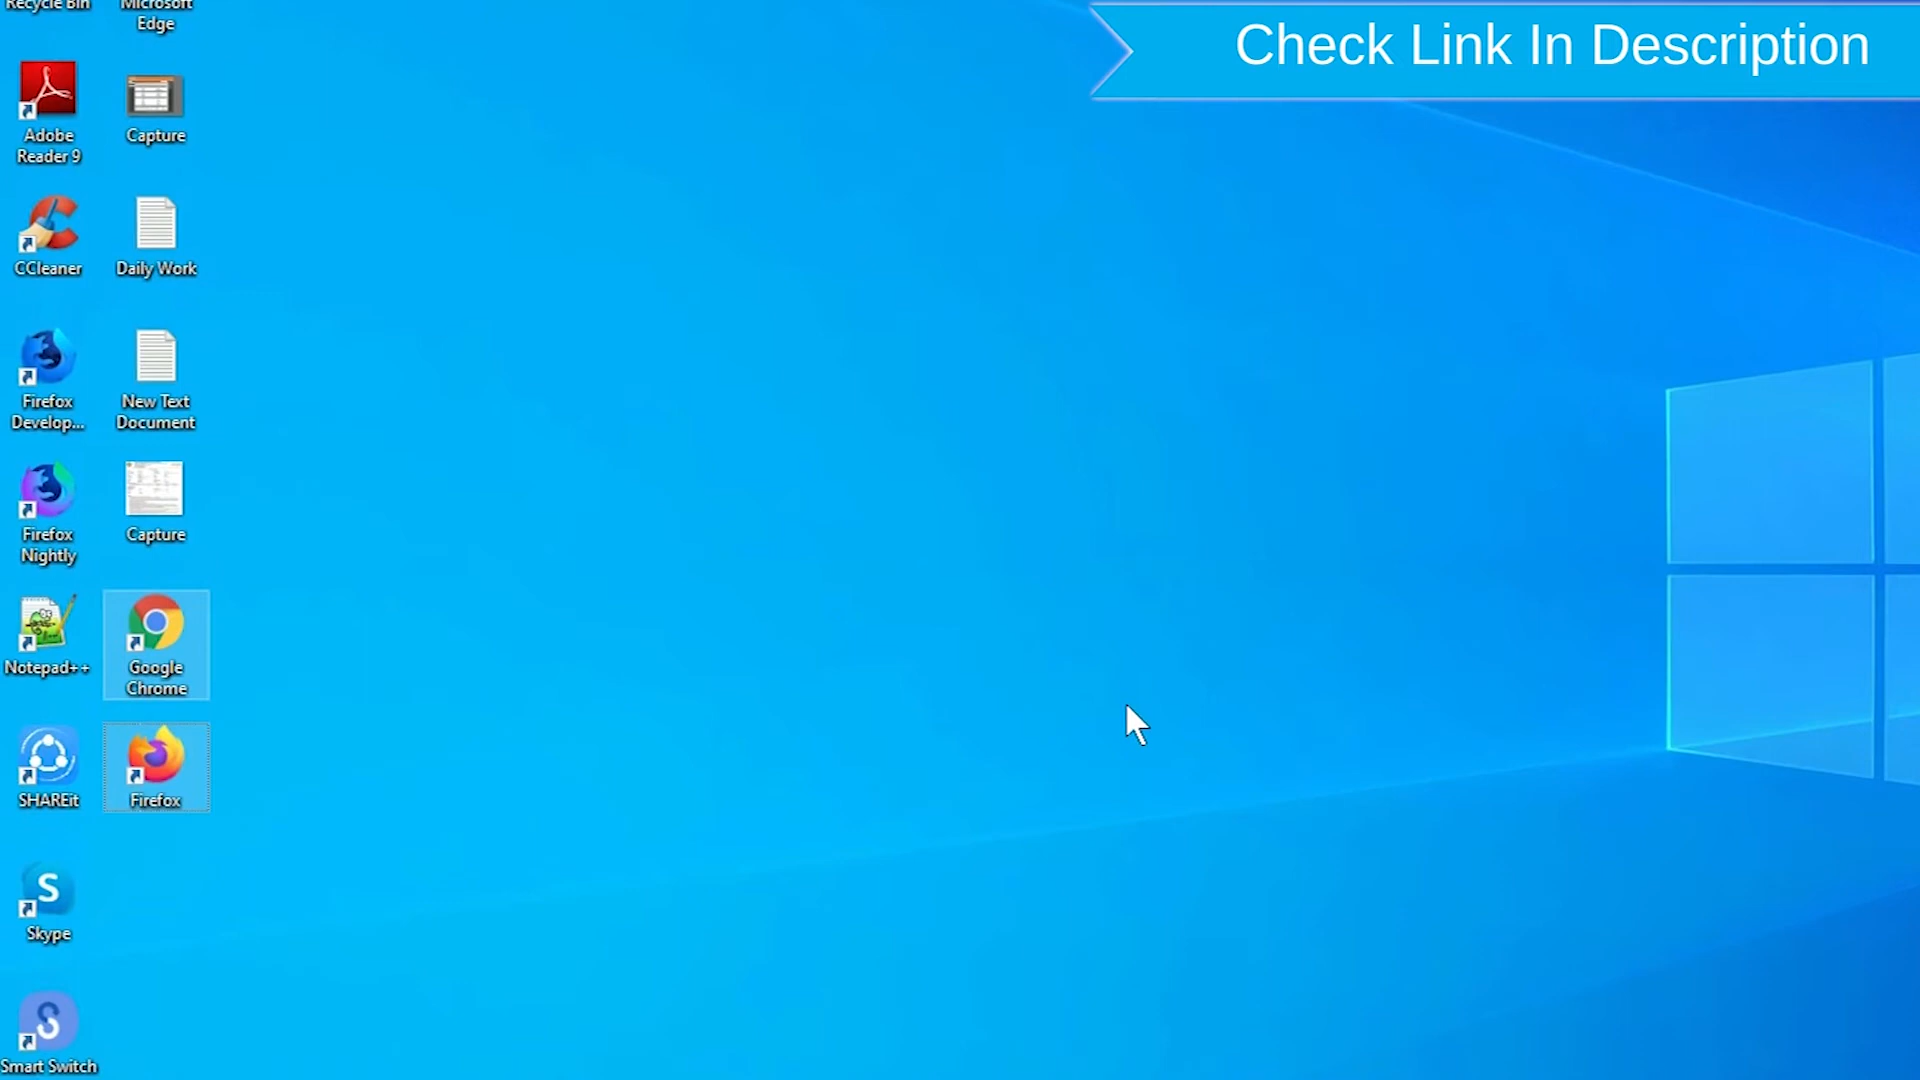 Recycle Bin
Microsoft
Edge
Check Link In Description
Adobe
Reader 9
Capture
CCleaner
Daily Work
Firefox
Develop...
New Text
Document
Firefox
Nightly
Capture
Notepad++
Google
Chrome
SHAREit
Firefox
Skype
Smart Switch